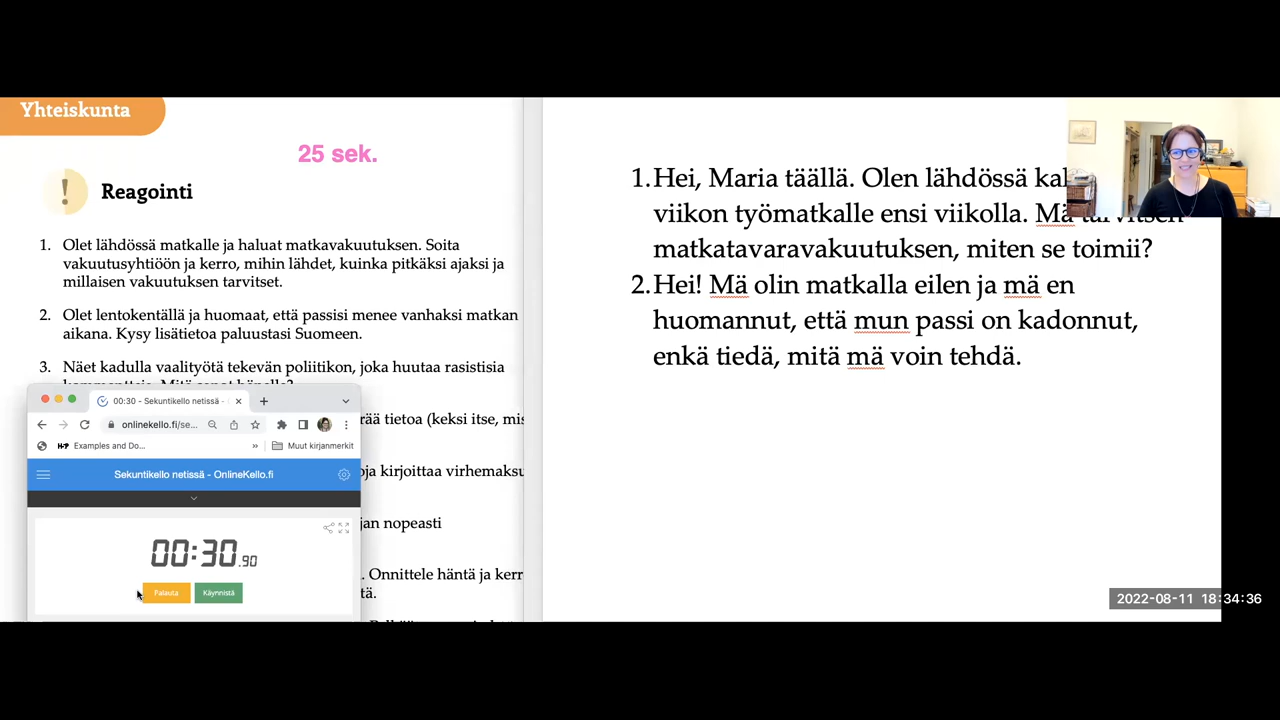 Yhteiskunta
25 sek.
Reagointi
1. Olet lähdössä matkalle ja haluat matkavakuutuksen. Soita
vakuutusyhtiöön ja kerro, mihin lähdet, kuinka pitkäksi ajaksi ja
millaisen vakuutuksen tarvitset.
2. Olet lentokentällä ja huomaat, että passisi menee vanhaksi matkan
aikana. Kysy lisätietoa paluustasi Suomeen.
3. Näet kadulla vaalityötä tekevän poliitikon, joka huutaa rasistisia
tietoa (keksi itse, mis
kirjoittaa virhemaksu
nopeasti
. Onnittele häntä ja kerr
00:30 - Sekuntikello netissä -
onlinekello.fi/se...
Examples and Do...
»
Muut kirjanmerkit
Sekuntikello netissä - OnlineKello.fi
00:30.90
Palauta
Käynnistä
1. Hei, Maria täällä. Olen lähdössä
viikon työmatkalle ensi viikolla. Mä
matkatavaravakuutuksen, miten se toimii?
2. Hei! Mä olin matkalla eilen ja mä en
huomannut, että mun passi on kadonnut,
enkä tiedä, mitä mä voin tehdä.
2022-08-11 18:34:36